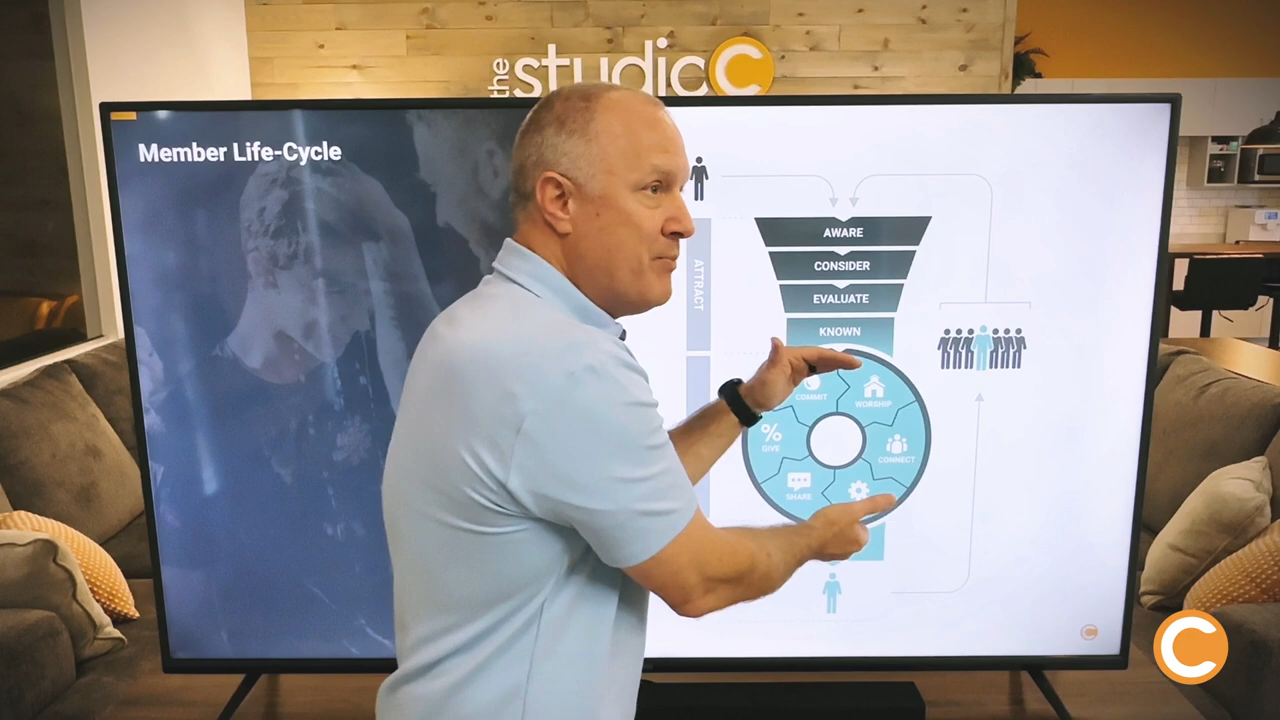 the studio C
Member Life-Cycle
AWARE
CONSIDER
EVALUATE
KNOWN
ATTRACT
COMMIT
WORSHIP
% GIVE
CONNECT
SHARE
C
C